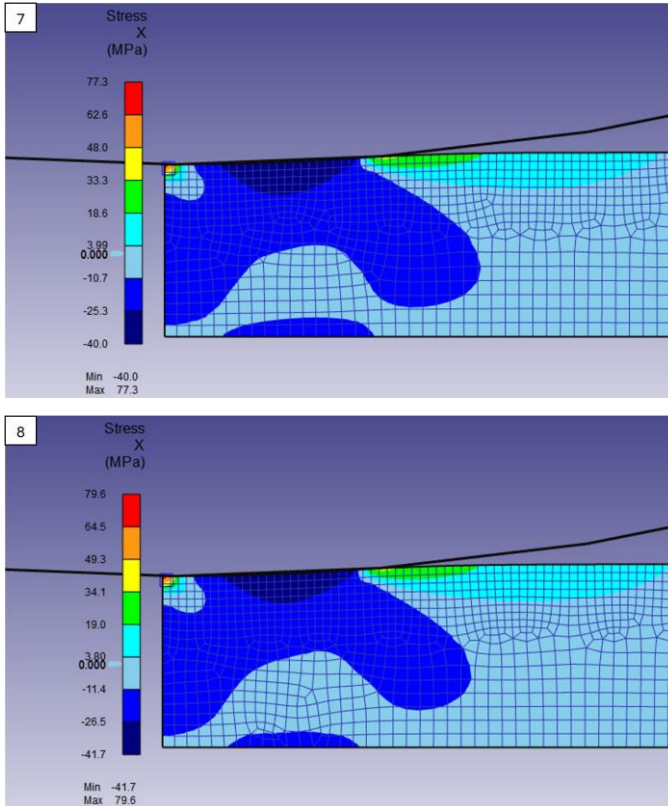 7
Stress
X
(MPa)
77.3
62.6
48.0
33.3
18.6
3.99
0.000
-10.7
-25.3
-40.0
Min -40.0
Max 77.3
8
Stress
X
(MPa)
79.6
64.5
49.3
34.1
19.0
3.80
0.000
-11.4
-26.5
-41.7
Min -41.7
Max 79.6